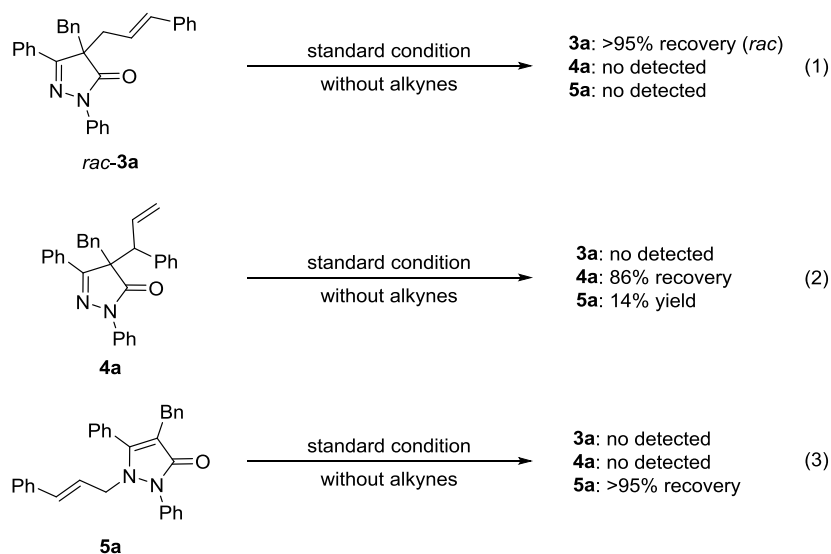 Bn
Ph
Ph
N
N
O
Ph
rac-3a
standard condition
without alkynes
3a: >95% recovery (rac)
4a: no detected
5a: no detected
(1)
Bn
Ph
Ph
N
N
O
Ph
4a
standard condition
without alkynes
3a: no detected
4a: 86% recovery
5a: 14% yield
(2)
Bn
Ph
N
N
O
Ph
Ph
5a
standard condition
without alkynes
3a: no detected
4a: no detected
5a: >95% recovery
(3)